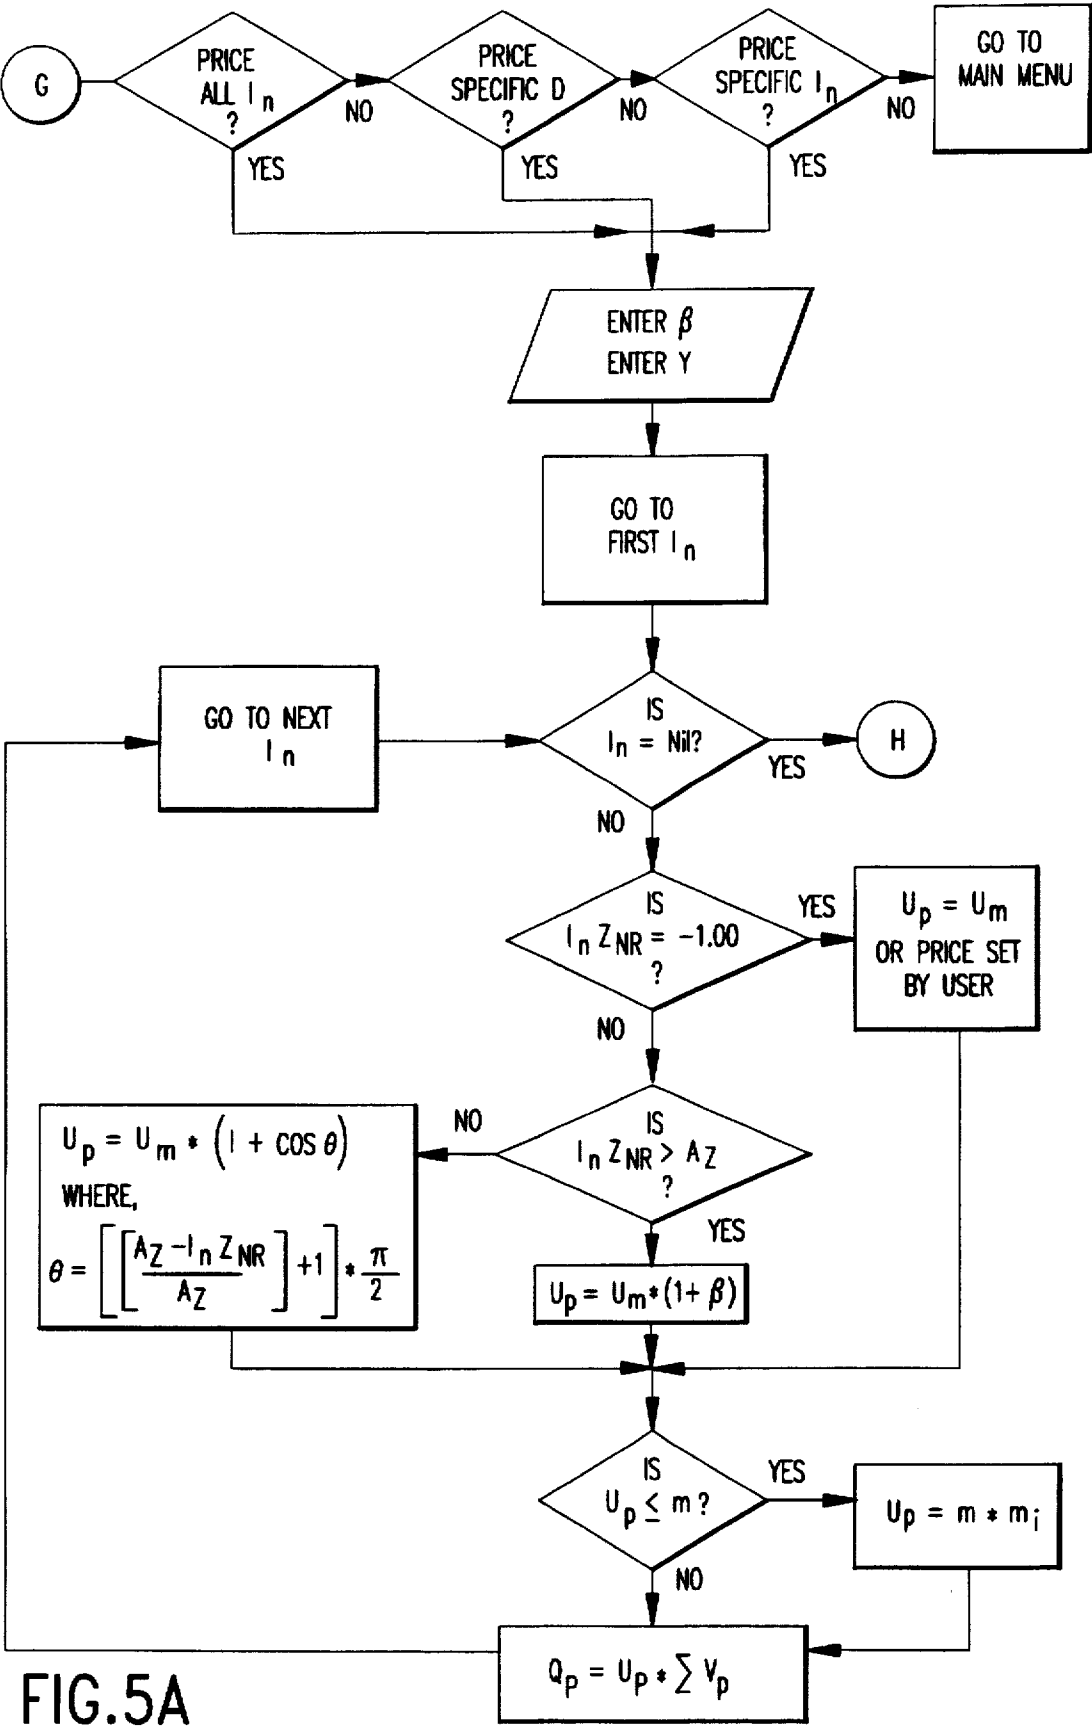 G
PRICE
ALL I n
?
NO
YES
PRICE
SPECIFIC D
?
NO
YES
PRICE
SPECIFIC I n
?
NO
YES
GO TO
MAIN MENU
ENTER β
ENTER Y
GO TO
FIRST I n
GO TO NEXT
I n
IS
I n = Nil?
YES
H
NO
IS
I n Z NR = -1.00
?
YES
U p = U m
OR PRICE SET
BY USER
NO
IS
I n Z NR > A Z
?
NO
U p = U m * (1 + COS θ)
WHERE,
θ = [[A Z - I n Z NR / A Z] +1] * π/2
YES
U p = U m * (1+ β)
IS
U p ≤ m ?
YES
U p = m * m i
NO
Q p = U p * ∑ V p
FIG.5A